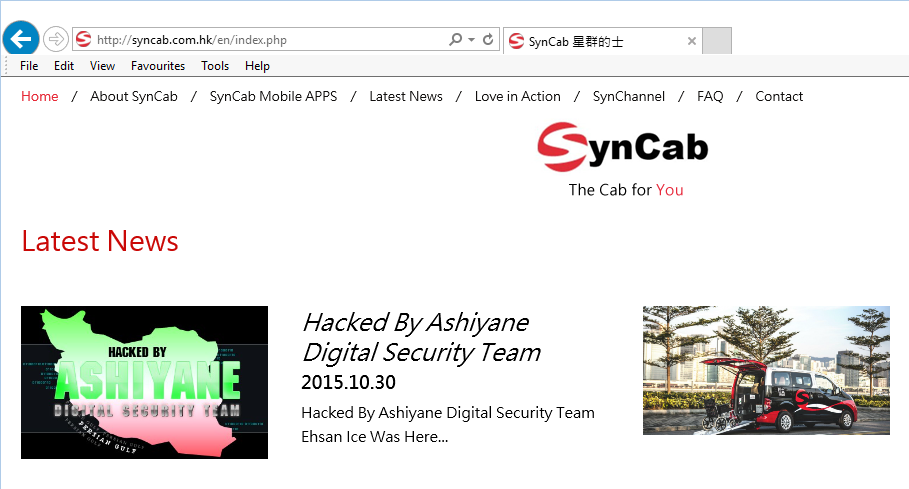 http://syncab.com.hk/en/index.php
SynCab 星群的士
File Edit View Favourites Tools Help
Home / About SynCab / SynCab Mobile APPS / Latest News / Love in Action / SynChannel / FAQ / Contact
SynCab
The Cab for You
Latest News
HACKED BY
ASHIYANE
DIGITAL SECURITY TEAM
PERSIAN GULF
Hacked By Ashiyane
Digital Security Team
2015.10.30
Hacked By Ashiyane Digital Security Team
Ehsan Ice Was Here...